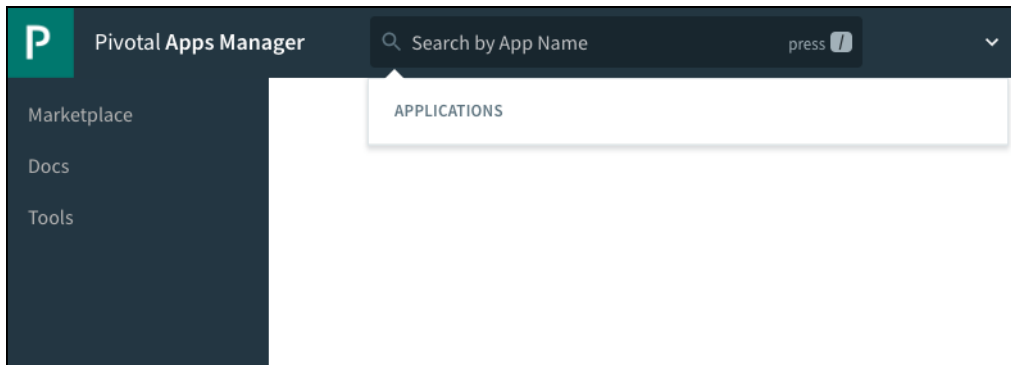 P
Pivotal Apps Manager
Search by App Name
press /
Marketplace
APPLICATIONS
Docs
Tools